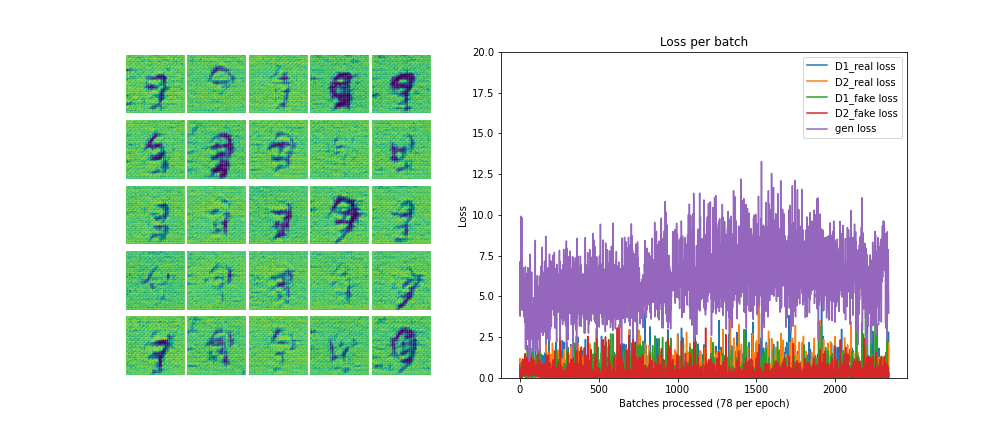 Loss per batch
20.0
17.5
15.0
12.5
10.0
7.5
5.0
2.5
0.0
Loss
D1_real loss
D2_real loss
D1_fake loss
D2_fake loss
gen loss
0
500
1000
1500
2000
Batches processed (78 per epoch)